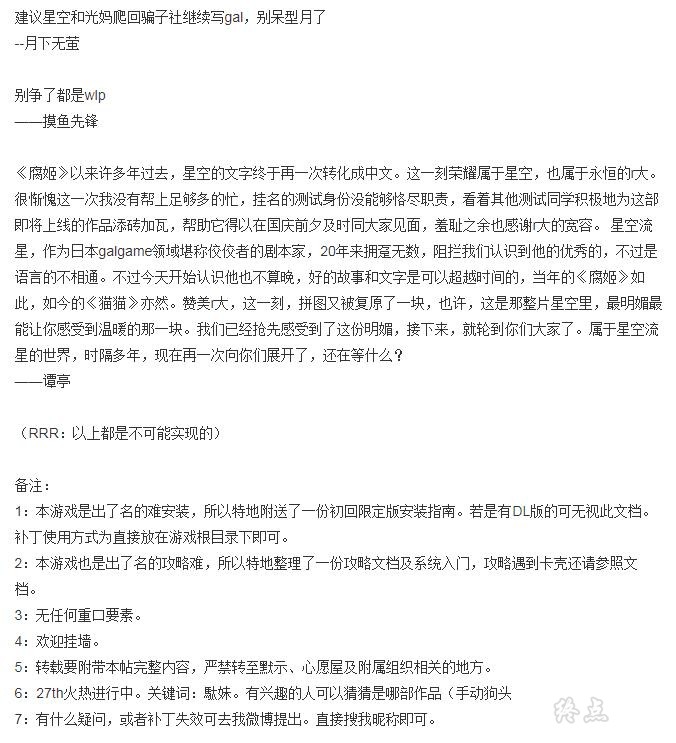 建议星空和光妈爬回骗子社继续写gal，别呆型月了
--月下无萤
别争了都是wlp
——摸鱼先锋
《腐姬》以来许多年过去，星空的文字终于再一次转化成中文。这一刻荣耀属于星空，也属于永恒的r大。
很惭愧这一次我没有帮上足够多的忙，挂名的测试身份没能够恪尽职责，看着其他测试同学积极地为这部
即将上线的作品添砖加瓦，帮助它得以在国庆前夕及时同大家见面，羞耻之余也感谢r大的宽容。 星空流
星，作为日本galgame领域堪称佼佼者的剧本家，20年来拥趸无数，阻拦我们认识到他的优秀的，不过是
语言的不相通。不过今天开始认识他也不算晚，好的故事和文字是可以超越时间的，当年的《腐姬》如
此，如今的《猫猫》亦然。赞美r大，这一刻，拼图又被复原了一块，也许，这是那整片星空里，最明媚最
能让你感受到温暖的那一块。我们已经抢先感受到了这份明媚，接下来，就轮到你们大家了。属于星空流
星的世界，时隔多年，现在再一次向你们展开了，还在等什么？
——谭亭
（RRR：以上都是不可能实现的）
备注：
1：本游戏是出了名的难安装，所以特地附送了一份初回限定版安装指南。若是有DL版的可无视此文档。
补丁使用方式为直接放在游戏根目录下即可。
2：本游戏也是出了名的攻略难，所以特地整理了一份攻略文档及系统入门，攻略遇到卡壳还请参照文
档。
3：无任何重口要素。
4：欢迎挂墙。
5：转载要附带本帖完整内容，严禁转至默示、心愿屋及附属组织相关的地方。
6：27th火热进行中。关键词：駄妹。有兴趣的人可以猜猜是哪部作品（手动狗头
7：有什么疑问，或者补丁失效可去我微博提出。直接搜我昵称即可。
终点